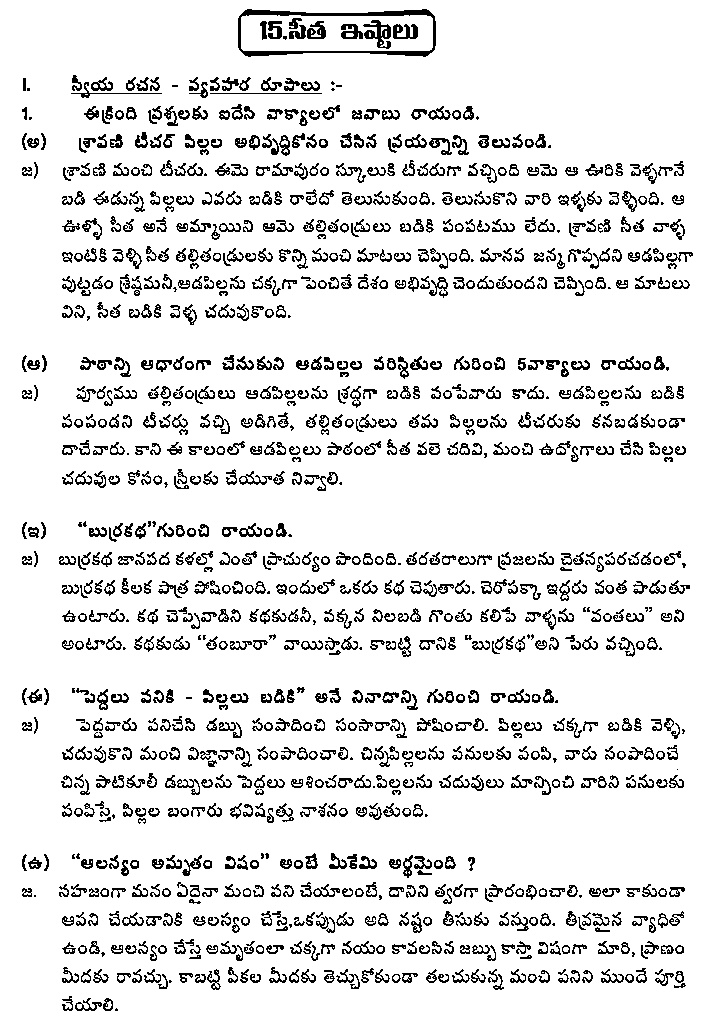 15.సీత ఇష్టాలు
I. స్వీయ రచన - వ్యవహార రూపాలు :-
1. ఈక్రింది ప్రశ్నలకు ఐదేసి వాక్యాలలో జవాబు రాయండి.
(అ) శ్రావణి టీచర్ పిల్లల అభివృద్ధికోసం చేసిన ప్రయత్నాన్ని తెలుపండి.
జ) శ్రావణి మంచి టీచరు. ఈమె రామాపురం స్కూలుకి టీచరుగా వచ్చింది ఆమె ఆ ఊరికి వెళ్ళగానే
బడి ఈడున్న పిల్లలు ఎవరు బడికి రాలేదో తెలుసుకుంది. తెలుసుకొని వారి ఇళ్ళకు వెళ్ళింది. ఆ
ఊళ్ళో సీత అనే అమ్మాయిని ఆమె తల్లితండ్రులు బడికి పంపటము లేదు. శ్రావణి సీత వాళ్ళ
ఇంటికి వెళ్ళి సీత తల్లితండ్రులతకు కొన్ని మంచి మాటలు చెప్పింది. మానవ జన్మ గొప్పదని ఆడపిల్లగా
పుట్టడం శ్రేష్ఠమనీ,ఆడపిల్లను చక్కగా పెంచితే దేశం అభివృద్ధి చెందుతుందని చెప్పింది. ఆ మాటలు
విని, సీత బడికి వెళ్ళ చదువుకొంది.
(ఆ) పాఠాన్ని ఆధారంగా చేసుకుని ఆడపిల్లల పరిస్థితుల గురించి 5వాక్యాలు రాయండి.
జ) పూర్వము తల్లితండ్రులు ఆడపిల్లలను శ్రద్ధగా బడికి పంపేవారు కాదు. ఆడపిల్లలను బడికి
పంపండని టీచర్లు వచ్చి అడిగితే, తల్లితండ్రులు తమ పిల్లలను టీచరుకు కనబడకుండా
దాచేవారు. కాని ఈ కాలంలో ఆడపిల్లలు పాఠంలో సీత వలె చదివి, మంచి ఉద్యోగాలు చేసి పిల్లల
చదువుల కోసం, స్త్రీలకు చేయూత నివ్వాలి.
(ఇ) “బుర్రకథ”గురించి రాయండి.
జ) బుర్రకథ జానపద కళల్లో ఎంతో ప్రాచుర్యం పొందింది. తరతరాలుగా ప్రజలను చైతన్యపరచడంలో,
బుర్రకథ కీలక పాత్ర పోషించింది. ఇందులో ఒకరు కథ చెపుతారు. చెరోపక్కా ఇద్దరు వంత పాడుతూ
ఉంటారు. కథ చెప్పేవాడిని కథకుడనీ, పక్కన నిలబడి గొంతు కలిపే వాళ్ళను “వంతలు” అని
అంటారు. కథకుడు “తంబూరా” వాయిస్తాడు. కాబట్టి దానికి “బుర్రకథ”అని పేరు వచ్చింది.
(ఈ) “పెద్దలు పనికి - పిల్లలు బడికి” అనే నినాదాన్ని గురించి రాయండి.
జ) పెద్దవారు పనిచేసి డబ్బు సంపాదించి సంసారాన్ని పోషించాలి. పిల్లలు చక్కగా బడికి వెళ్ళి,
చదువుకొని మంచి విజ్ఞానాన్ని సంపాదించాలి. చిన్నపిల్లలను పనులకు పంపి, వారు సంపాదించే
చిన్న పాటికూలీ డబ్బులను పెద్దలు ఆశించరాదు.పిల్లలను చదువులు మాన్పించి వారిని పనులకు
పంపిస్తే, పిల్లల బంగారు భవిష్యత్తు నాశనం అవుతుంది.
(ఉ) “ఆలస్యం అమృతం విషం” అంటే మీకేమి అర్థమైంది ?
జ. సహజంగా మనం ఏదైనా మంచి పని చేయాలంటే, దానిని త్వరగా ప్రారంభించాలి. అలా కాకుండా
ఆపని చేయడానికి ఆలస్యం చేస్తే,ఒకప్పుడు అది నష్టం తీసుకు వస్తుంది. తీవ్రమైన వ్యాధితో
ఉండి, ఆలస్యం చేస్తే అమృతంలా చక్కగా నయం కావలసిన జబ్బు కాస్తా విషంగా మారి, ప్రాణం
మీదకు రావచ్చు. కాబట్టి పీకల మీదకు తెచ్చుకోకుండా తలచుకున్న మంచి పనిని ముందే పూర్తి
చేయాలి.